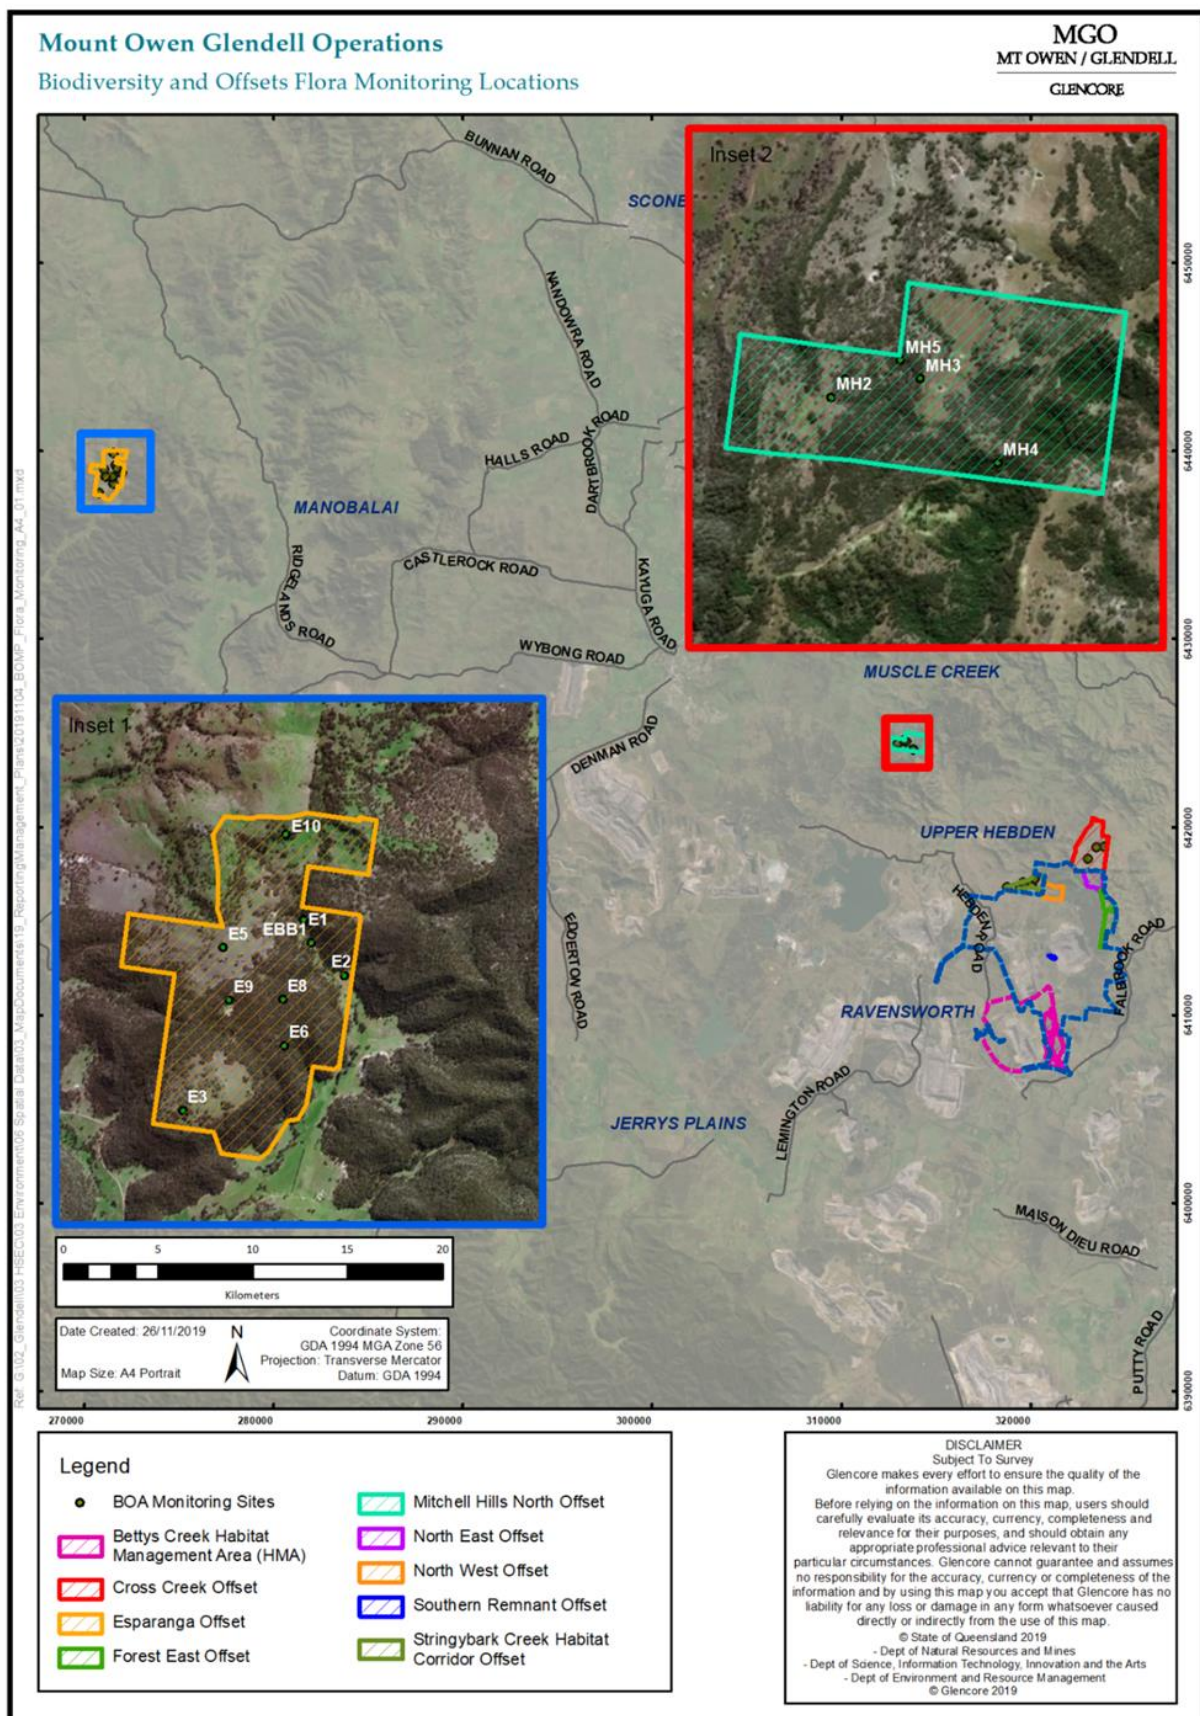 Mount Owen Glendell Operations
Biodiversity and Offsets Flora Monitoring Locations
MGO
MT OWEN / GLENDELL
GLENCORE
BUNNAN ROAD
SCONE
NANDOWRA ROAD
HALLS ROAD
DARTBROOK ROAD
MANOBALAI
RIDGELANDS ROAD
CASTLEROCK ROAD
KAYUGA ROAD
WYBONG ROAD
DENMAN ROAD
EDDERTON ROAD
Inset 2
MH5
MH3
MH2
MH4
MUSCLE CREEK
UPPER HEBDEN
HEBDEN ROAD
FALBROOK ROAD
RAVENSWORTH
LEMINGTON ROAD
JERRYS PLAINS
MAISON DIEU ROAD
PUTTY ROAD
Inset 1
E10
E1
EBB1
E5
E2
E9
E8
E6
E3
6450000
6440000
6430000
6420000
6410000
6400000
6390000
270000
280000
290000
300000
310000
320000
0
5
10
15
20
Kilometers
Date Created: 26/11/2019
Map Size: A4 Portrait
N
Coordinate System:
GDA 1994 MGA Zone 56
Projection: Transverse Mercator
Datum: GDA 1994
Legend
BOA Monitoring Sites
Bettys Creek Habitat
Management Area (HMA)
Cross Creek Offset
Esparanga Offset
Forest East Offset
Mitchell Hills North Offset
North East Offset
North West Offset
Southern Remnant Offset
Stringybark Creek Habitat
Corridor Offset
DISCLAIMER
Subject To Survey
Glencore makes every effort to ensure the quality of the
information available on this map.
Before relying on the information on this map, users should
carefully evaluate its accuracy, currency, completeness and
relevance for their purposes, and should obtain any
appropriate professional advice relevant to their
particular circumstances. Glencore cannot guarantee and assumes
no responsibility for the accuracy, currency or completeness of the
information and by using this map you accept that Glencore has no
liability for any loss or damage in any form whatsoever caused
directly or indirectly from the use of this map.
© State of Queensland 2019
- Dept of Natural Resources and Mines
- Dept of Science, Information Technology, Innovation and the Arts
- Dept of Environment and Resource Management
© Glencore 2019